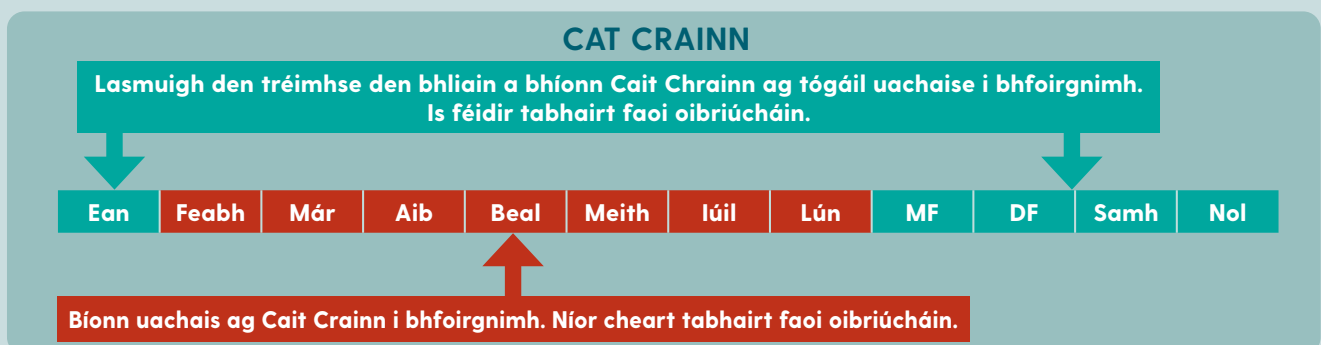 CAT CRAINN
Lasmuigh den tréimhse den bhliain a bhíonn Cait Chrainn ag tógáil uachaise i bhfoirgnimh.
Is féidir tabhairt faoi oibriúcháin.
Ean Feabh Már Aib Beal Meith Iúil Lún MF DF Samh Nol
Bíonn uachais ag Cait Crainn i bhfoirgnimh. Níor cheart tabhairt faoi oibriúcháin.